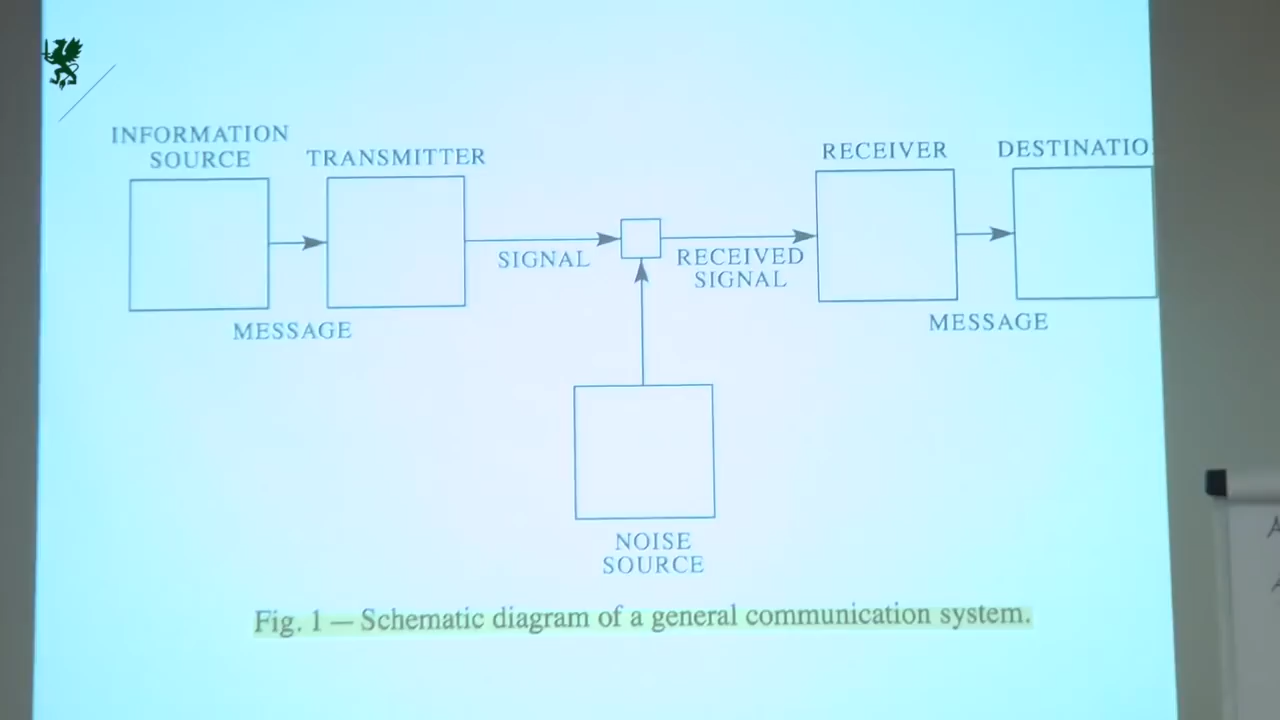 INFORMATION
SOURCE
TRANSMITTER
RECEIVER
DESTINATIO
SIGNAL
RECEIVED
SIGNAL
MESSAGE
MESSAGE
NOISE
SOURCE
Fig. 1 — Schematic diagram of a general communication system.